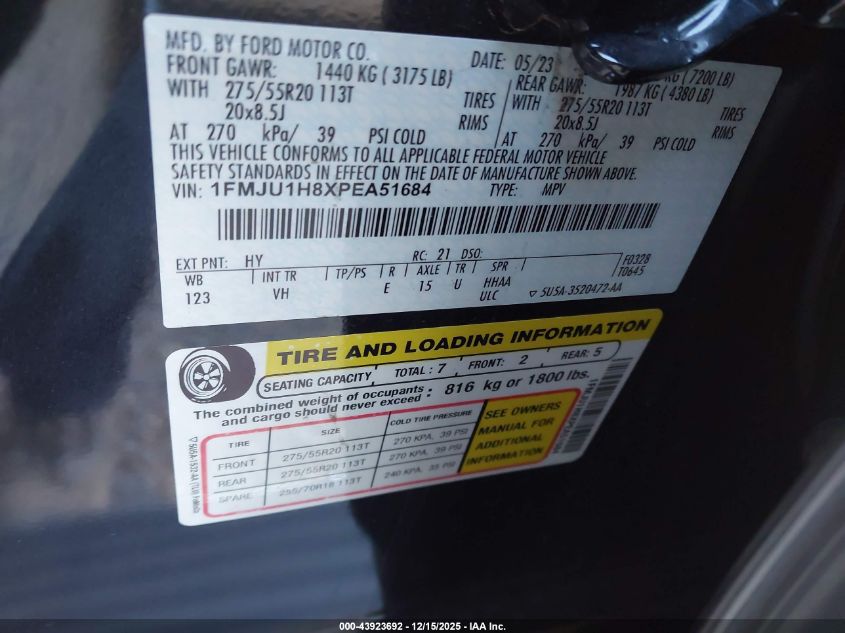 MFD. BY FORD MOTOR CO.
DATE: 05/23
KG (7200 LB)
FRONT GAWR: 1440 KG (3175 LB)
REAR GAWR: 1987 KG (4380 LB)
WITH 275/55R20 113T TIRES
WITH 275/55R20 113T TIRES
20x8.5J RIMS
20x8.5J RIMS
AT 270 kPa/ 39 PSI COLD
AT 270 kPa/ 39 PSI COLD
THIS VEHICLE CONFORMS TO ALL APPLICABLE FEDERAL MOTOR VEHICLE
SAFETY STANDARDS IN EFFECT ON THE DATE OF MANUFACTURE SHOWN ABOVE.
VIN: 1FMJU1H8XPEA51684 TYPE: MPV
EXT PNT: HY RC: 21 DSO:
F0328
WB INT TR TP/PS R AXLE TR SPR
T0645
123 VH E 15 U HHAA
ULC
5U5A-3520472-AA
TIRE AND LOADING INFORMATION
SEATING CAPACITY TOTAL : 7 FRONT: 2 REAR: 5
The combined weight of occupants and cargo should never exceed : 816 kg or 1800 lbs.
TIRE SIZE COLD TIRE PRESSURE
FRONT 275/55R20 113T 270 KPA, 39 PSI
REAR 275/55R20 113T 270 KPA, 39 PSI
SPARE 255/70R18 113T 240 KPA, 35 PSI
SEE OWNERS
MANUAL FOR
ADDITIONAL
INFORMATION
000-43923692 - 12/15/2025 - IAA Inc.